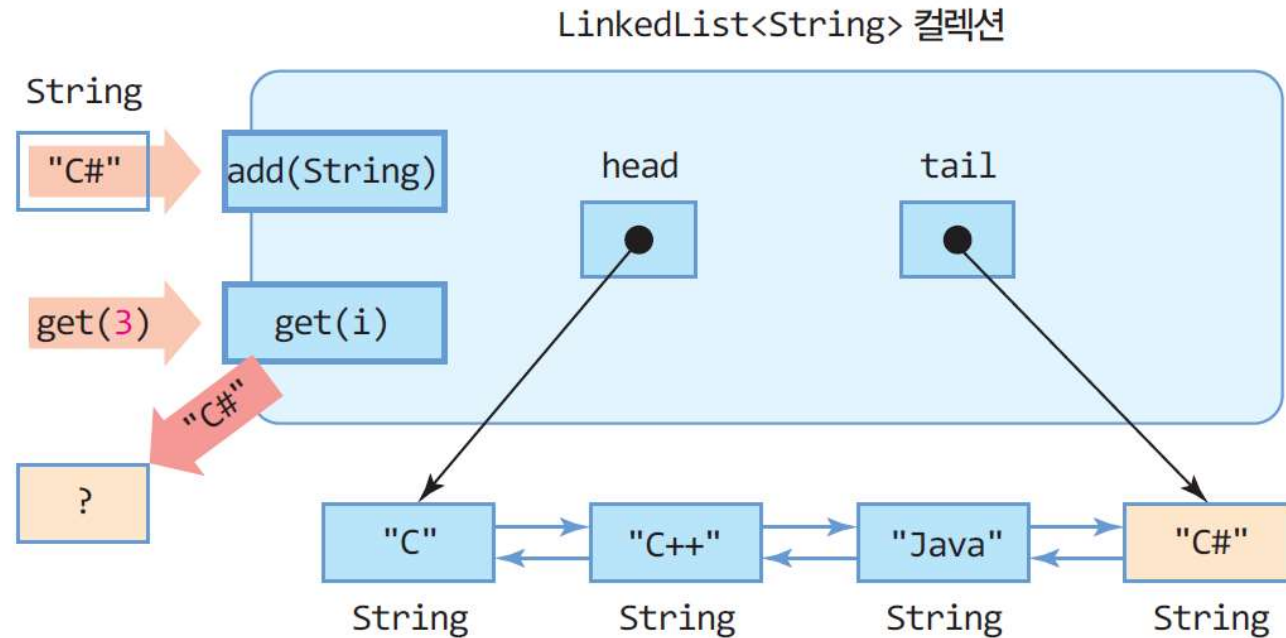 LinkedList<String> 컬렉션
String
"C#"
add(String)
head
tail
get(3)
get(i)
"C#"
?
"C"
"C++"
"Java"
"C#"
String
String
String
String